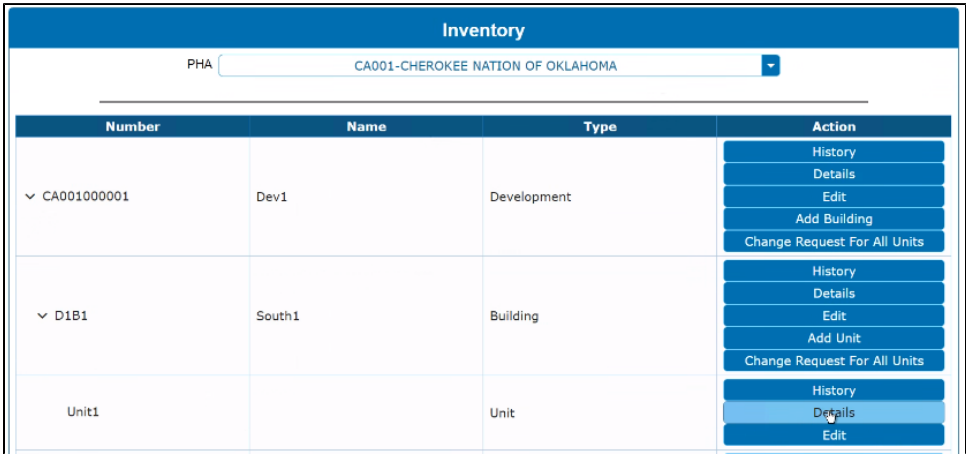 Inventory
PHA CA001-CHEROKEE NATION OF OKLAHOMA
Number Name Type Action
History
Details
CA001000001 Dev1 Development Edit
Add Building
Change Request For All Units
History
Details
D1B1 South1 Building Edit
Add Unit
Change Request For All Units
History
Unit1 Unit Details
Edit